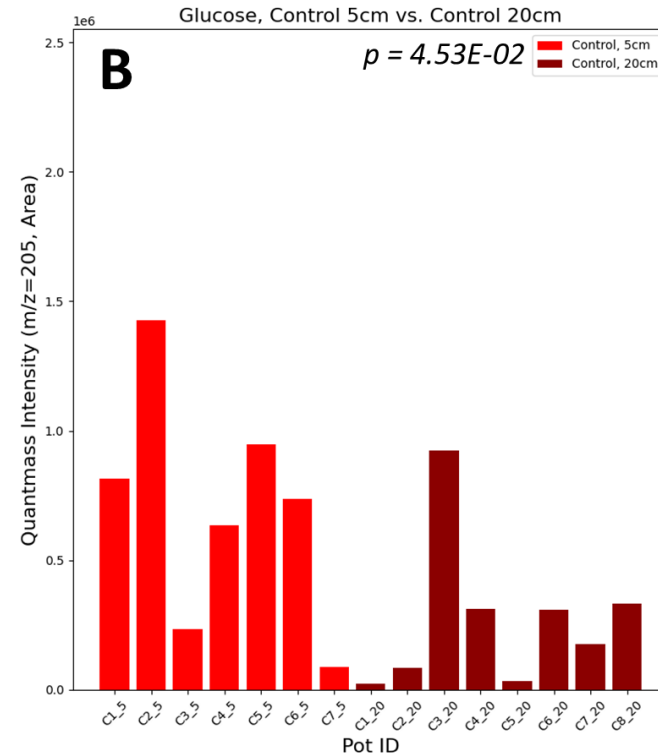 Glucose, Control 5cm vs. Control 20cm
1e6
B
p = 4.53E-02
Control, 5cm
Control, 20cm
Quantmass Intensity (m/z=205, Area)
2.5
2.0
1.5
1.0
0.5
0.0
C1_5
C2_5
C3_5
C4_5
C5_5
C6_5
C7_5
C1_20
C2_20
C3_20
C4_20
C5_20
C6_20
C7_20
C8_20
Pot ID